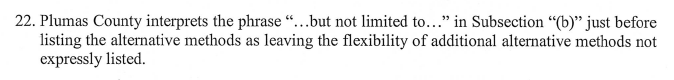 22. Plumas County interprets the phrase “…but not limited to…” in Subsection “(b)” just before
listing the alternative methods as leaving the flexibility of additional alternative methods not
expressly listed.